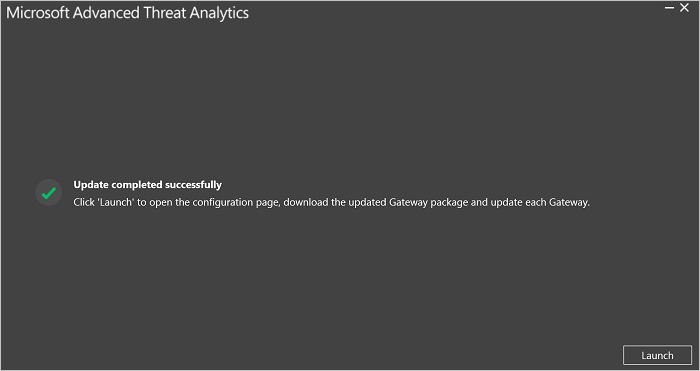 Microsoft Advanced Threat Analytics
Update completed successfully
Click 'Launch' to open the configuration page, download the updated Gateway package and update each Gateway.
Launch